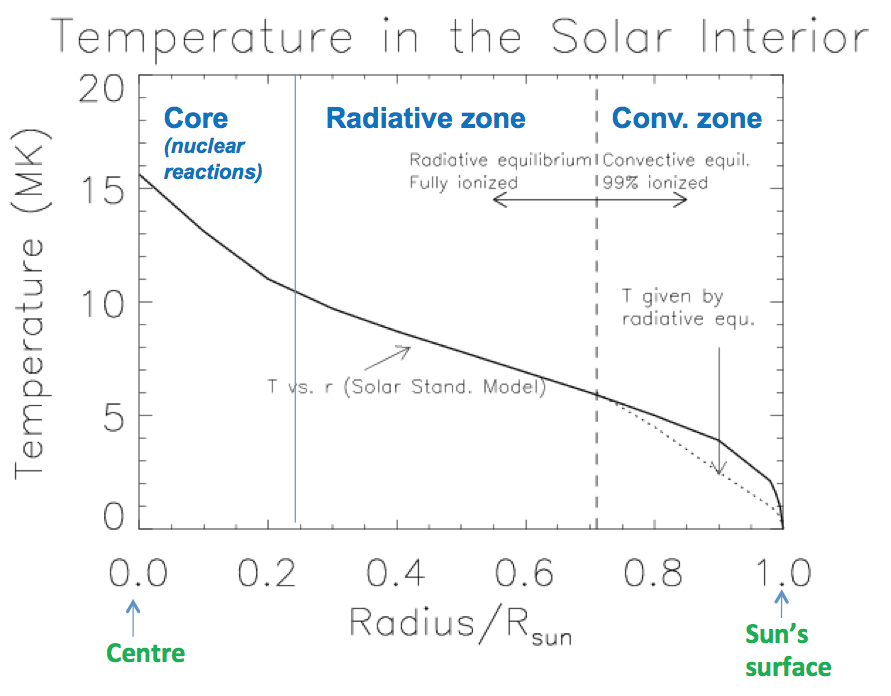 Temperature in the Solar Interior
20
15
10
5
0
Temperature (MK)
Core
(nuclear
reactions)
Radiative zone
Conv. zone
Radiative equilibrium
Fully ionized
Convective equil.
99% ionized
T given by
radiative equ.
T vs. r (Solar Stand. Model)
0.0 0.2 0.4 0.6 0.8 1.0
Radius/Rsun
Centre
Sun's
surface